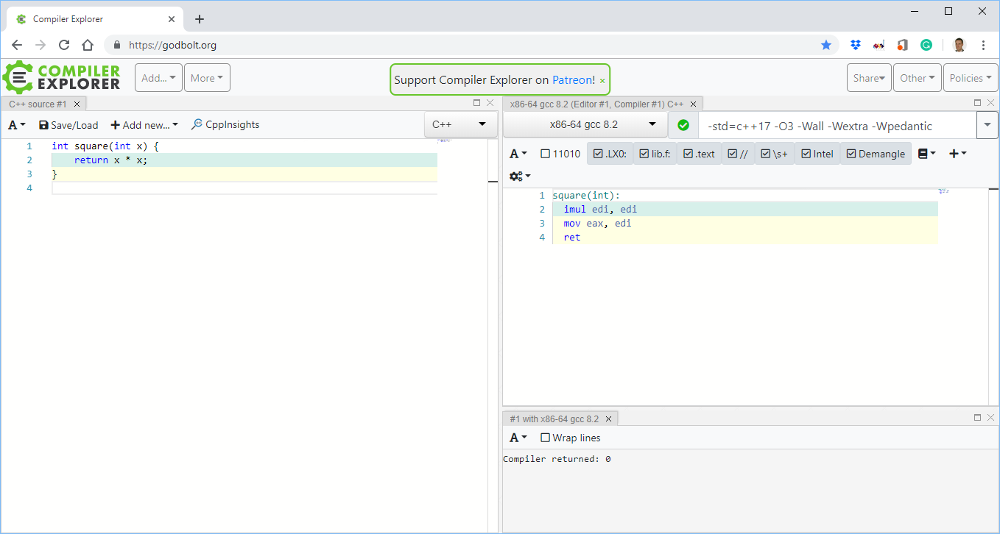 Compiler Explorer
https://godbolt.org
COMPILER
EXPLORER
Add...
More
Support Compiler Explorer on Patreon! ×
Share
Other
Policies
C++ source #1
A
Save/Load
Add new...
CppInsights
C++
1 int square(int x) {
2 return x * x;
3 }
4
x86-64 gcc 8.2 (Editor #1, Compiler #1) C++
x86-64 gcc 8.2
-std=c++17 -O3 -Wall -Wextra -Wpedantic
A
11010
.LX0:
lib.f:
.text
//
\s+
Intel
Demangle
1 square(int):
2 imul edi, edi
3 mov eax, edi
4 ret
#1 with x86-64 gcc 8.2
A
Wrap lines
Compiler returned: 0